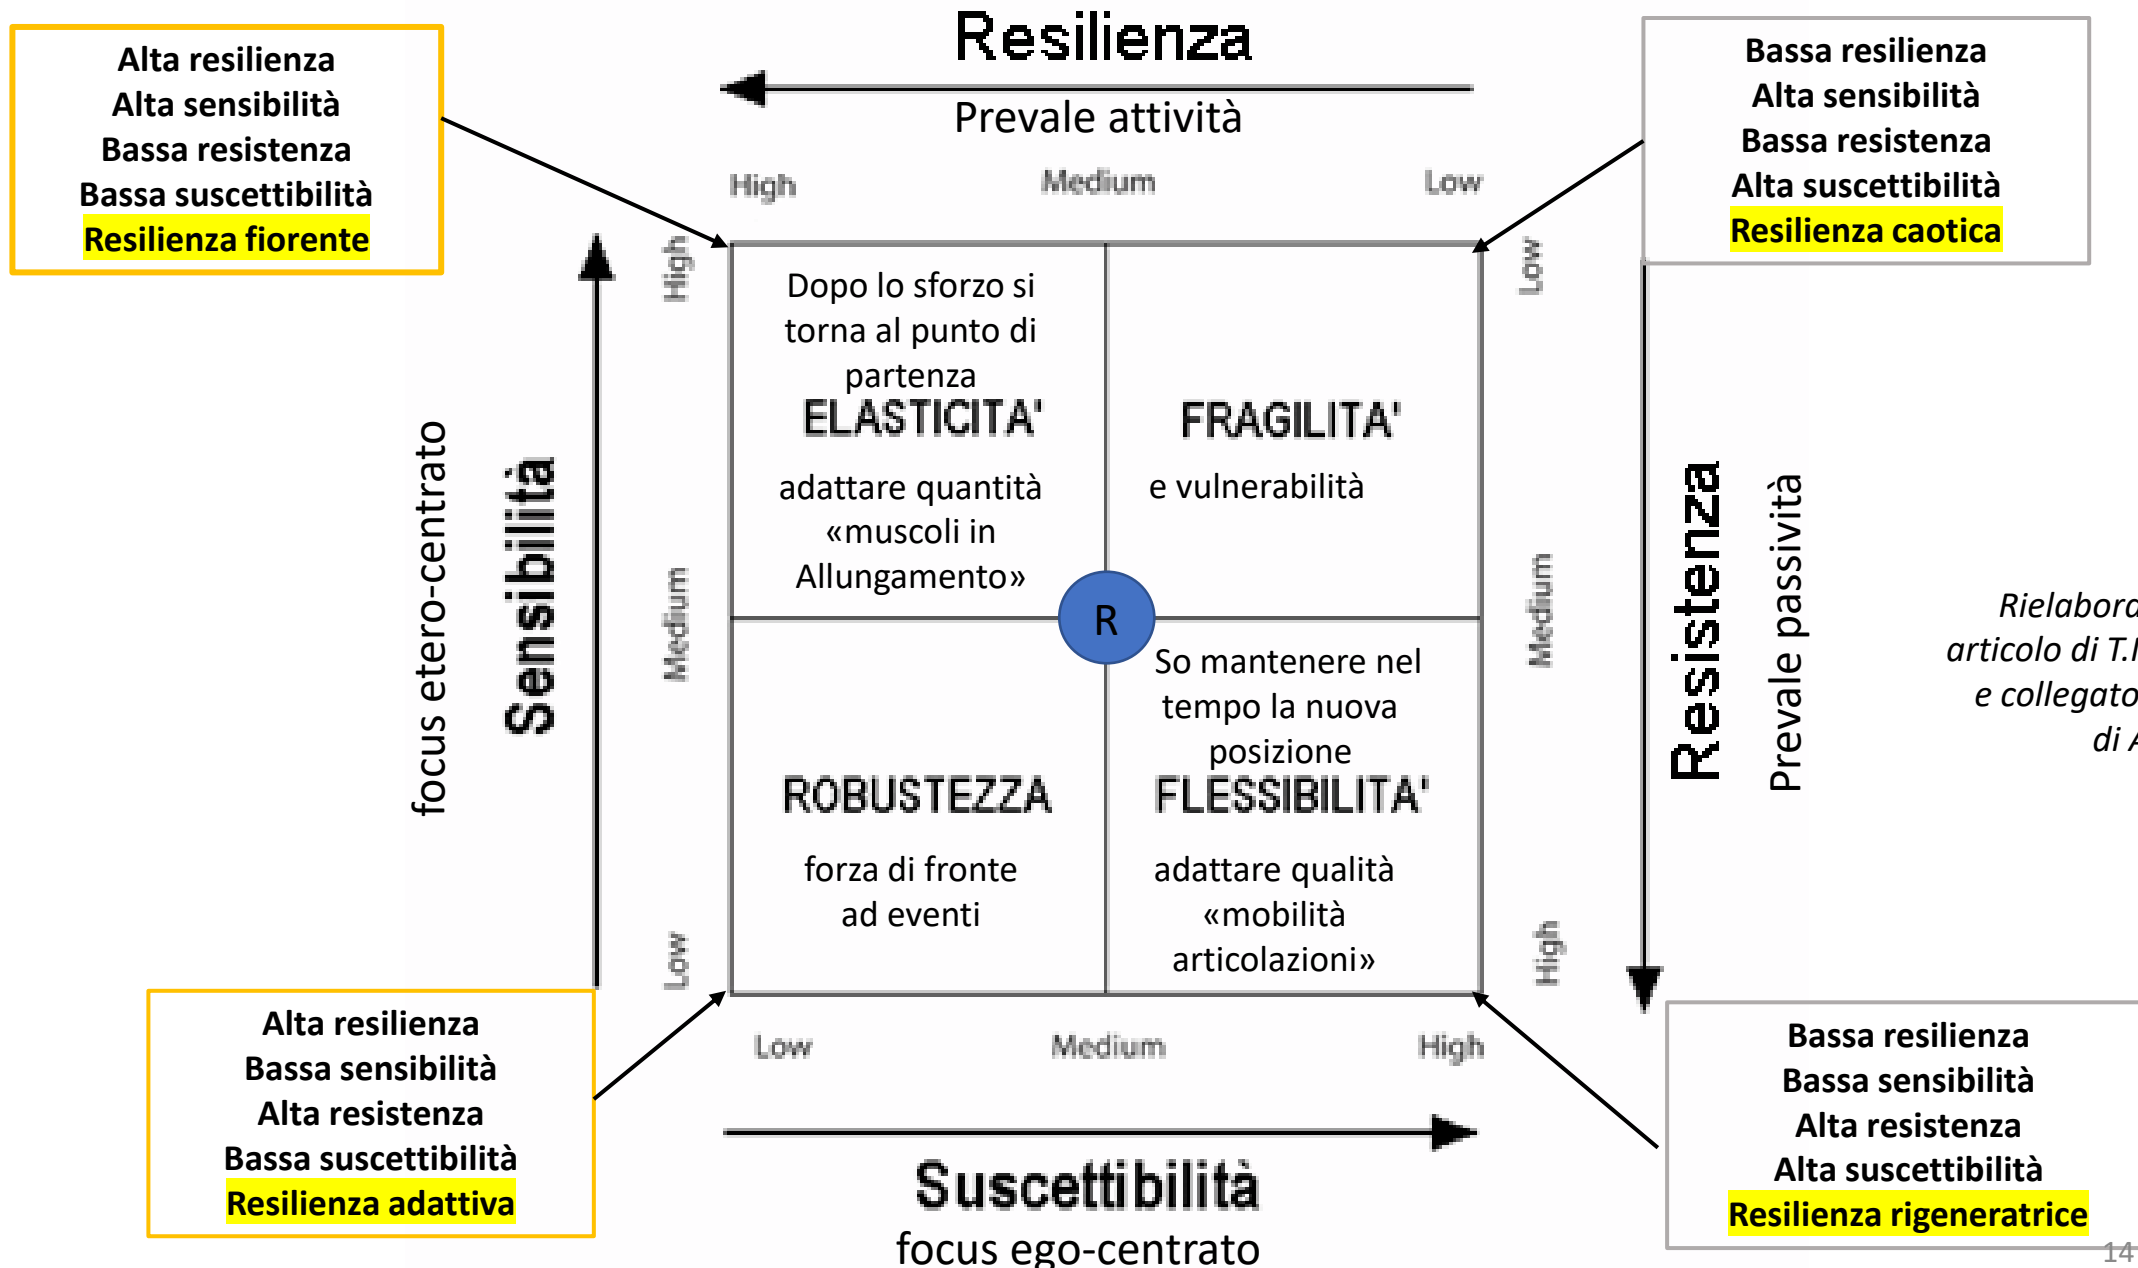 Resilienza
Prevale attività
High
Medium
Low
Alta resilienza
Alta sensibilità
Bassa resistenza
Bassa suscettibilità
Resilienza fiorente
Bassa resilienza
Alta sensibilità
Bassa resistenza
Alta suscettibilità
Resilienza caotica
focus etero-centrato
Sensibilità
High
Medium
Low
Dopo lo sforzo si
torna al punto di
partenza
ELASTICITA'
adattare quantità
«muscoli in
Allungamento»
FRAGILITA'
e vulnerabilità
R
ROBUSTEZZA
forza di fronte
ad eventi
So mantenere nel
tempo la nuova
posizione
FLESSIBILITA'
adattare qualità
«mobilità
articolazioni»
Low
Medium
High
Resistenza
Prevale passività
articolo di
e collegato
di
Low
Medium
High
Suscettibilità
focus ego-centrato
Alta resilienza
Bassa sensibilità
Alta resistenza
Bassa suscettibilità
Resilienza adattiva
Bassa resilienza
Bassa sensibilità
Alta resistenza
Alta suscettibilità
Resilienza rigeneratrice
14